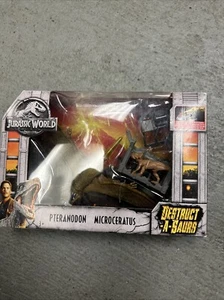 JURASSIC WORLD
PTERANODON MICROCERATUS
DESTRUCT
-A-SAURS